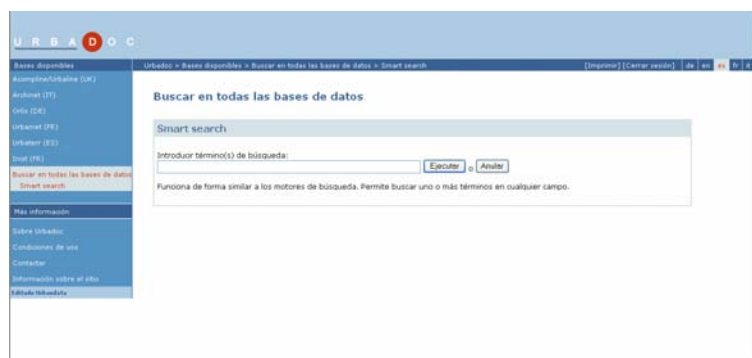 URBADOC
Bases disponibles
Urbadoc » Bases disponibles » Buscar en todas las bases de datos » Smart search
[Imprimir] [Cerrar sesión] de en es fr it
Acompline/Urbaline (UK)
Archinet (IT)
Orlis (DE)
Urbamet (FR)
Urbaterr (ES)
Inist (FR)
Buscar en todas las bases de datos
Smart search
Más información
Sobre Urbadoc
Condiciones de uso
Contactar
Información sobre el sitio
Editado Urbandata
Buscar en todas las bases de datos
Smart search
Introduor término(s) de búsqueda:
Ejecutar o Anular
Funciona de forma similar a los motores de búsqueda. Permite buscar uno o más términos en cualquier campo.